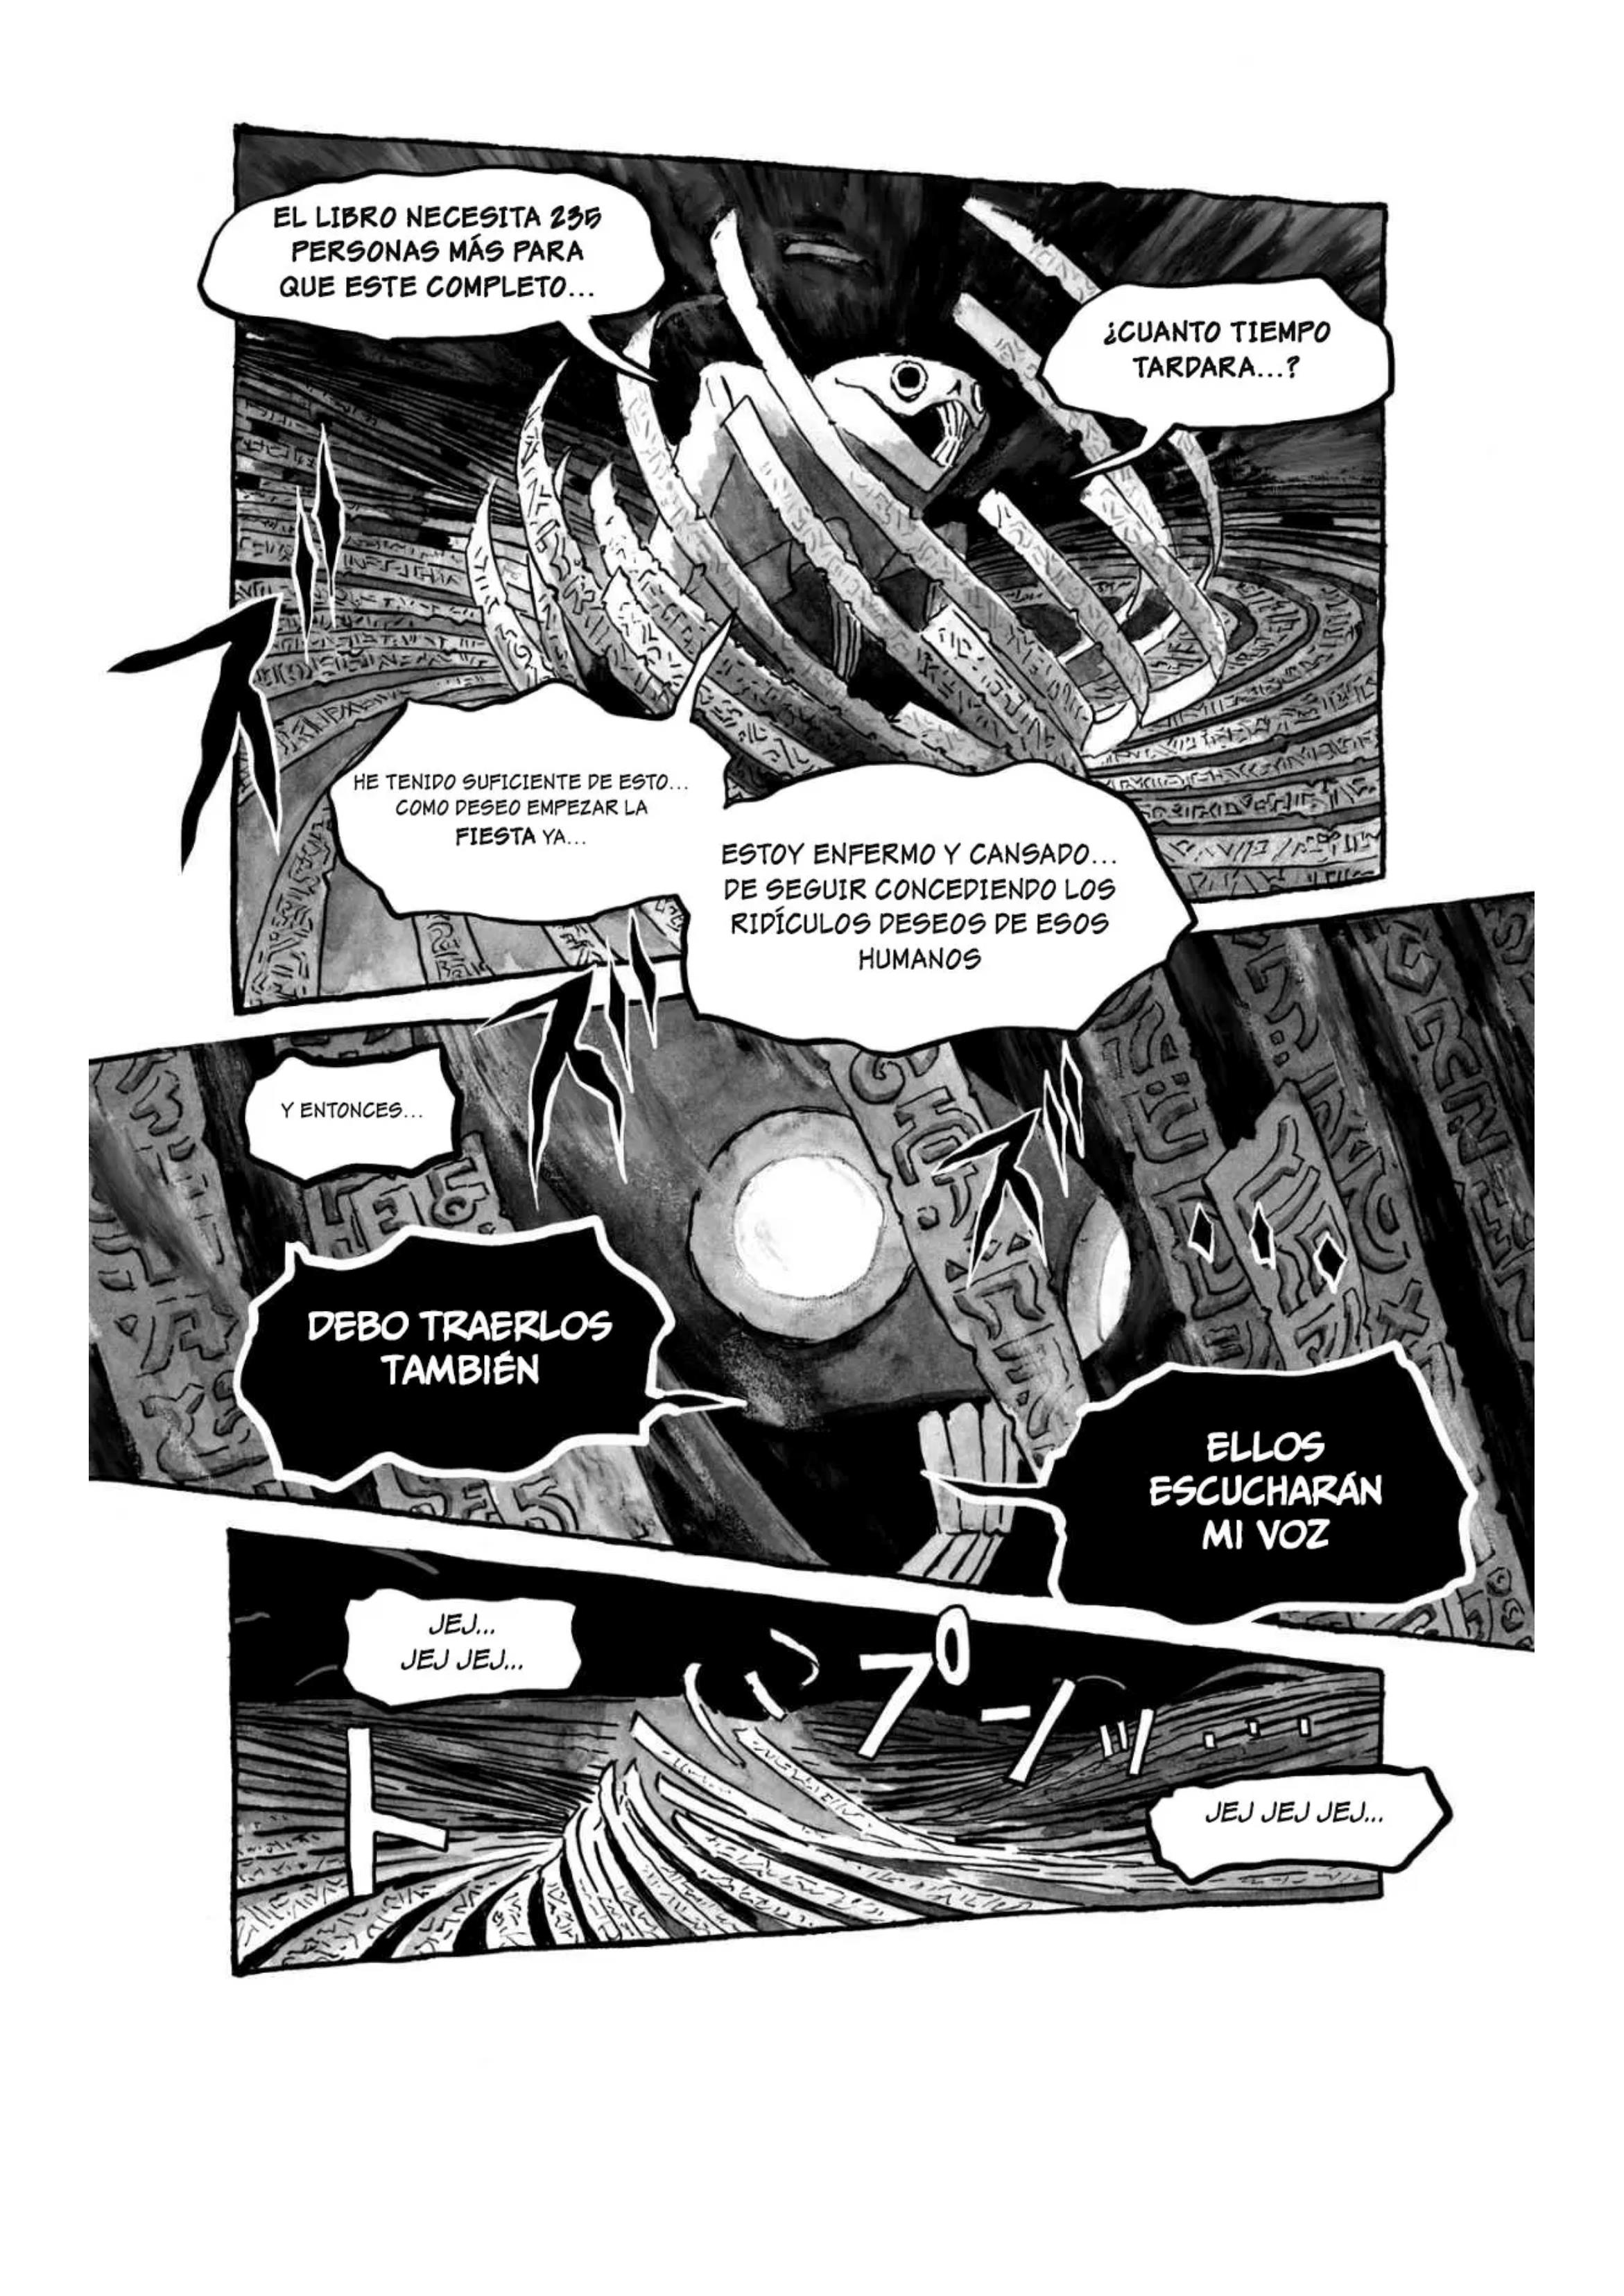 EL LIBRO NECESITA 235
PERSONAS MÁS PARA
QUE ESTE COMPLETO...
¿CUANTO TIEMPO
TARDARA...?
HE TENIDO SUFICIENTE DE ESTO...
COMO DESEO EMPEZAR LA
FIESTA YA...
ESTOY ENFERMO Y CANSADO...
DE SEGUIR CONCEDIENDO LOS
RIDÍCULOS DESEOS DE ESOS
HUMANOS
Y ENTONCES...
DEBO TRAERLOS
TAMBIÉN
ELLOS
ESCUCHARÁN
MI VOZ
JEJ...
JEJ JEJ...
JEJ JEJ JEJ...